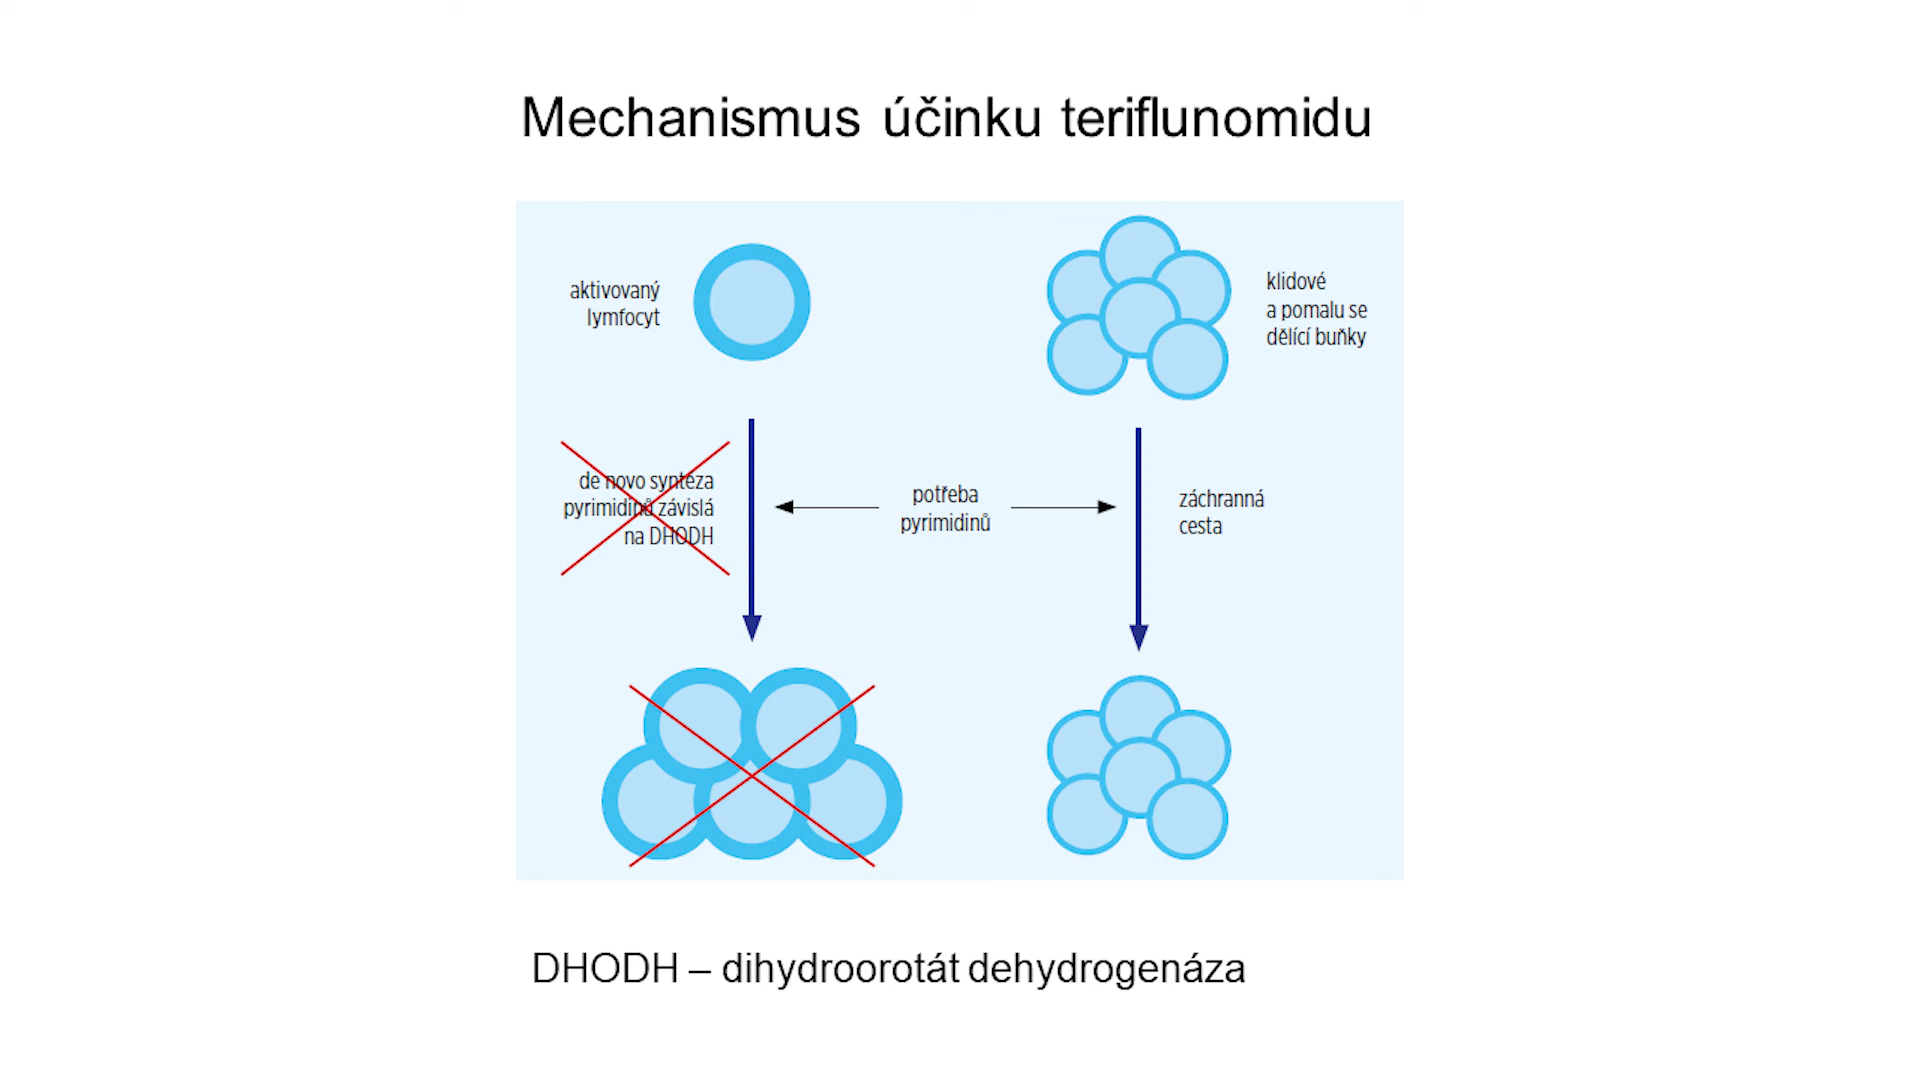 Mechanismus účinku teriflunomidu
aktivovaný
lymfocyt
klidové
a pomalu se
dělící buňky
de novo syntéza
pyrimidinů závislá
na DHODH
potřeba
pyrimidinů
záchranná
cesta
DHODH – dihydroorotát dehydrogenáza